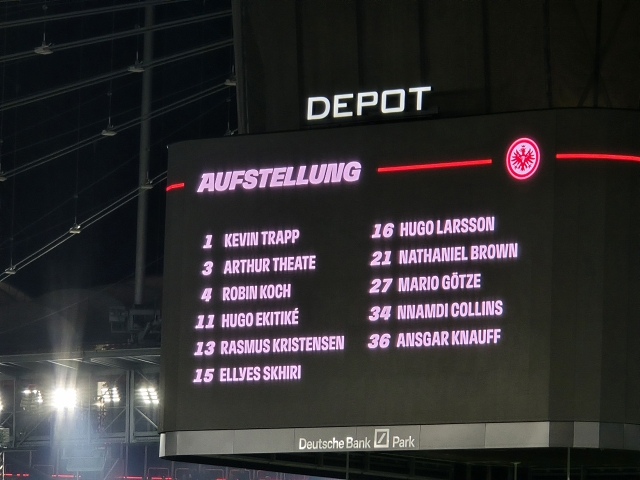 DEPOT
AUFSTELLUNG
1 KEVIN TRAPP
3 ARTHUR THEATE
4 ROBIN KOCH
11 HUGO EKITIKÉ
13 RASMUS KRISTENSEN
15 ELLYES SKHIRI
16 HUGO LARSSON
21 NATHANIEL BROWN
27 MARIO GÖTZE
34 NNAMDI COLLINS
36 ANSGAR KNAUFF
Deutsche Bank Park